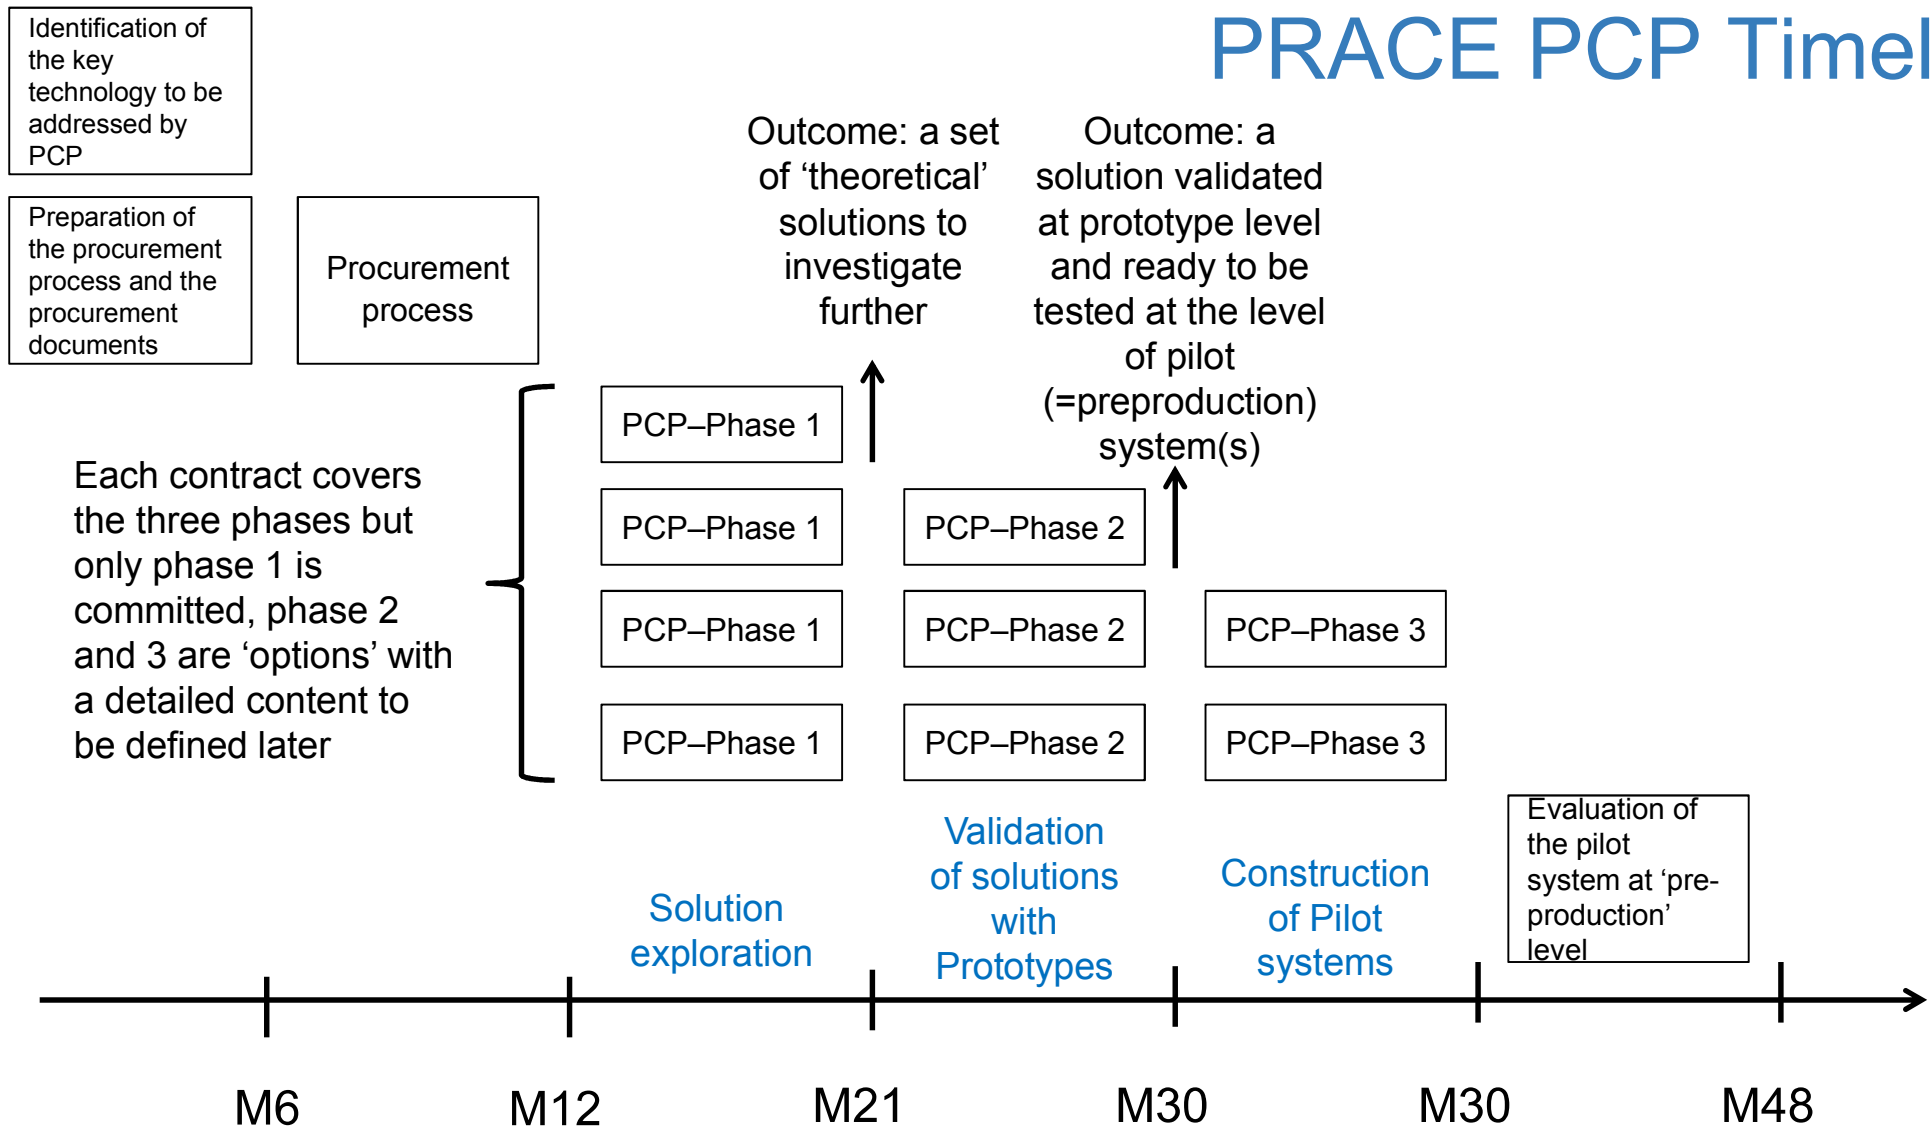 PRACE PCP Timel
Identification of
the key
technology to be
addressed by
PCP
Preparation of
the procurement
process and the
procurement
documents
Procurement
process
Outcome: a set
of ‘theoretical’
solutions to
investigate
further
Outcome: a
solution validated
at prototype level
and ready to be
tested at the level
of pilot
(=preproduction)
system(s)
Each contract covers
the three phases but
only phase 1 is
committed, phase 2
and 3 are ‘options’ with
a detailed content to
be defined later
PCP–Phase 1
PCP–Phase 1
PCP–Phase 2
PCP–Phase 1
PCP–Phase 2
PCP–Phase 3
PCP–Phase 1
PCP–Phase 2
PCP–Phase 3
Solution
exploration
Validation
of solutions
with
Prototypes
Construction
of Pilot
systems
Evaluation of
the pilot
system at ‘pre-
production’
level
M6
M12
M21
M30
M30
M48